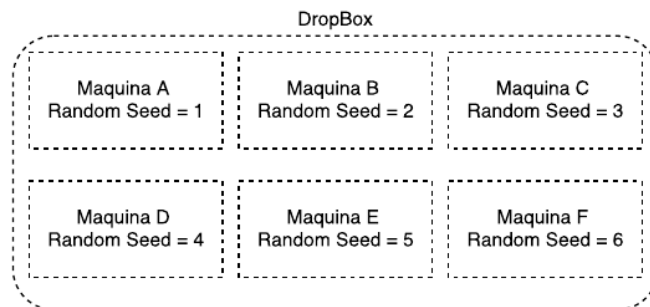 DropBox
Maquina A
Random Seed = 1
Maquina B
Random Seed = 2
Maquina C
Random Seed = 3
Maquina D
Random Seed = 4
Maquina E
Random Seed = 5
Maquina F
Random Seed = 6